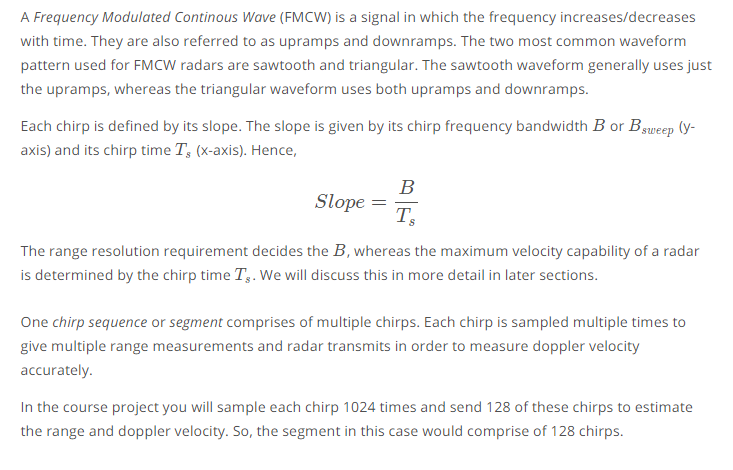 A Frequency Modulated Continous Wave (FMCW) is a signal in which the frequency increases/decreases
with time. They are also referred to as upramps and downramps. The two most common waveform
pattern used for FMCW radars are sawtooth and triangular. The sawtooth waveform generally uses just
the upramps, whereas the triangular waveform uses both upramps and downramps.
Each chirp is defined by its slope. The slope is given by its chirp frequency bandwidth B or B_sweep (y-
axis) and its chirp time T_s (x-axis). Hence,
Slope = B / T_s
The range resolution requirement decides the B, whereas the maximum velocity capability of a radar
is determined by the chirp time T_s. We will discuss this in more detail in later sections.
One chirp sequence or segment comprises of multiple chirps. Each chirp is sampled multiple times to
give multiple range measurements and radar transmits in order to measure doppler velocity
accurately.
In the course project you will sample each chirp 1024 times and send 128 of these chirps to estimate
the range and doppler velocity. So, the segment in this case would comprise of 128 chirps.